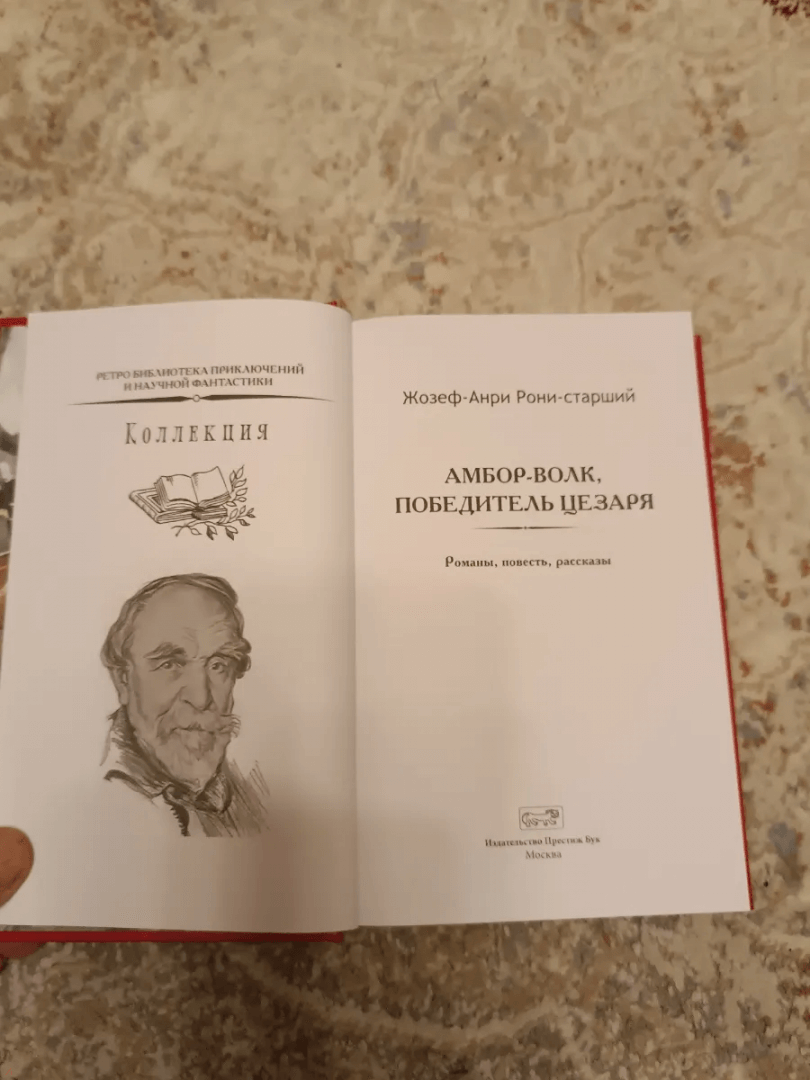 РЕТРО БИБЛИОТЕКА ПРИКЛЮЧЕНИЙ
И НАУЧНОЙ ФАНТАСТИКИ
КОЛЛЕКЦИЯ
Жозеф-Анри Рони-старший
АМБОР-ВОЛК,
ПОБЕДИТЕЛЬ ЦЕЗАРЯ
Романы, повесть, рассказы
Издательство Престиж Бук
Москва